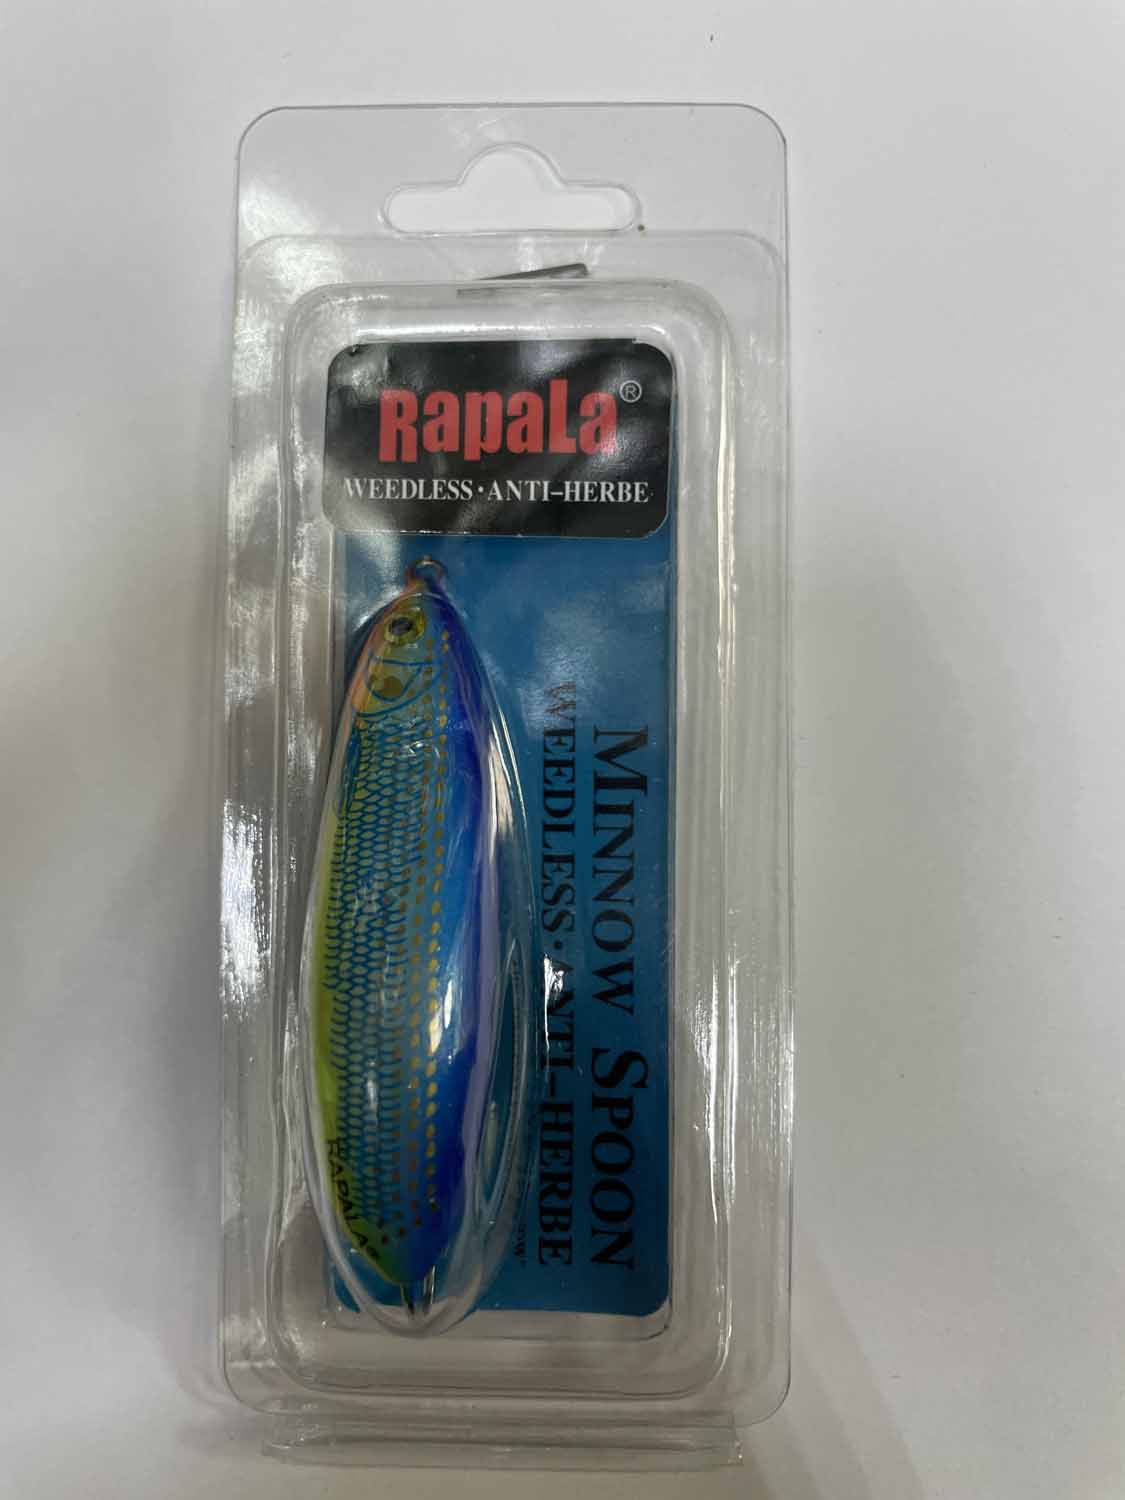 RapaLa®
WEEDLESS·ANTI-HERBE
MINNOW SPOON
WEEDLESS·ANTI-HERBE
RAPALA®